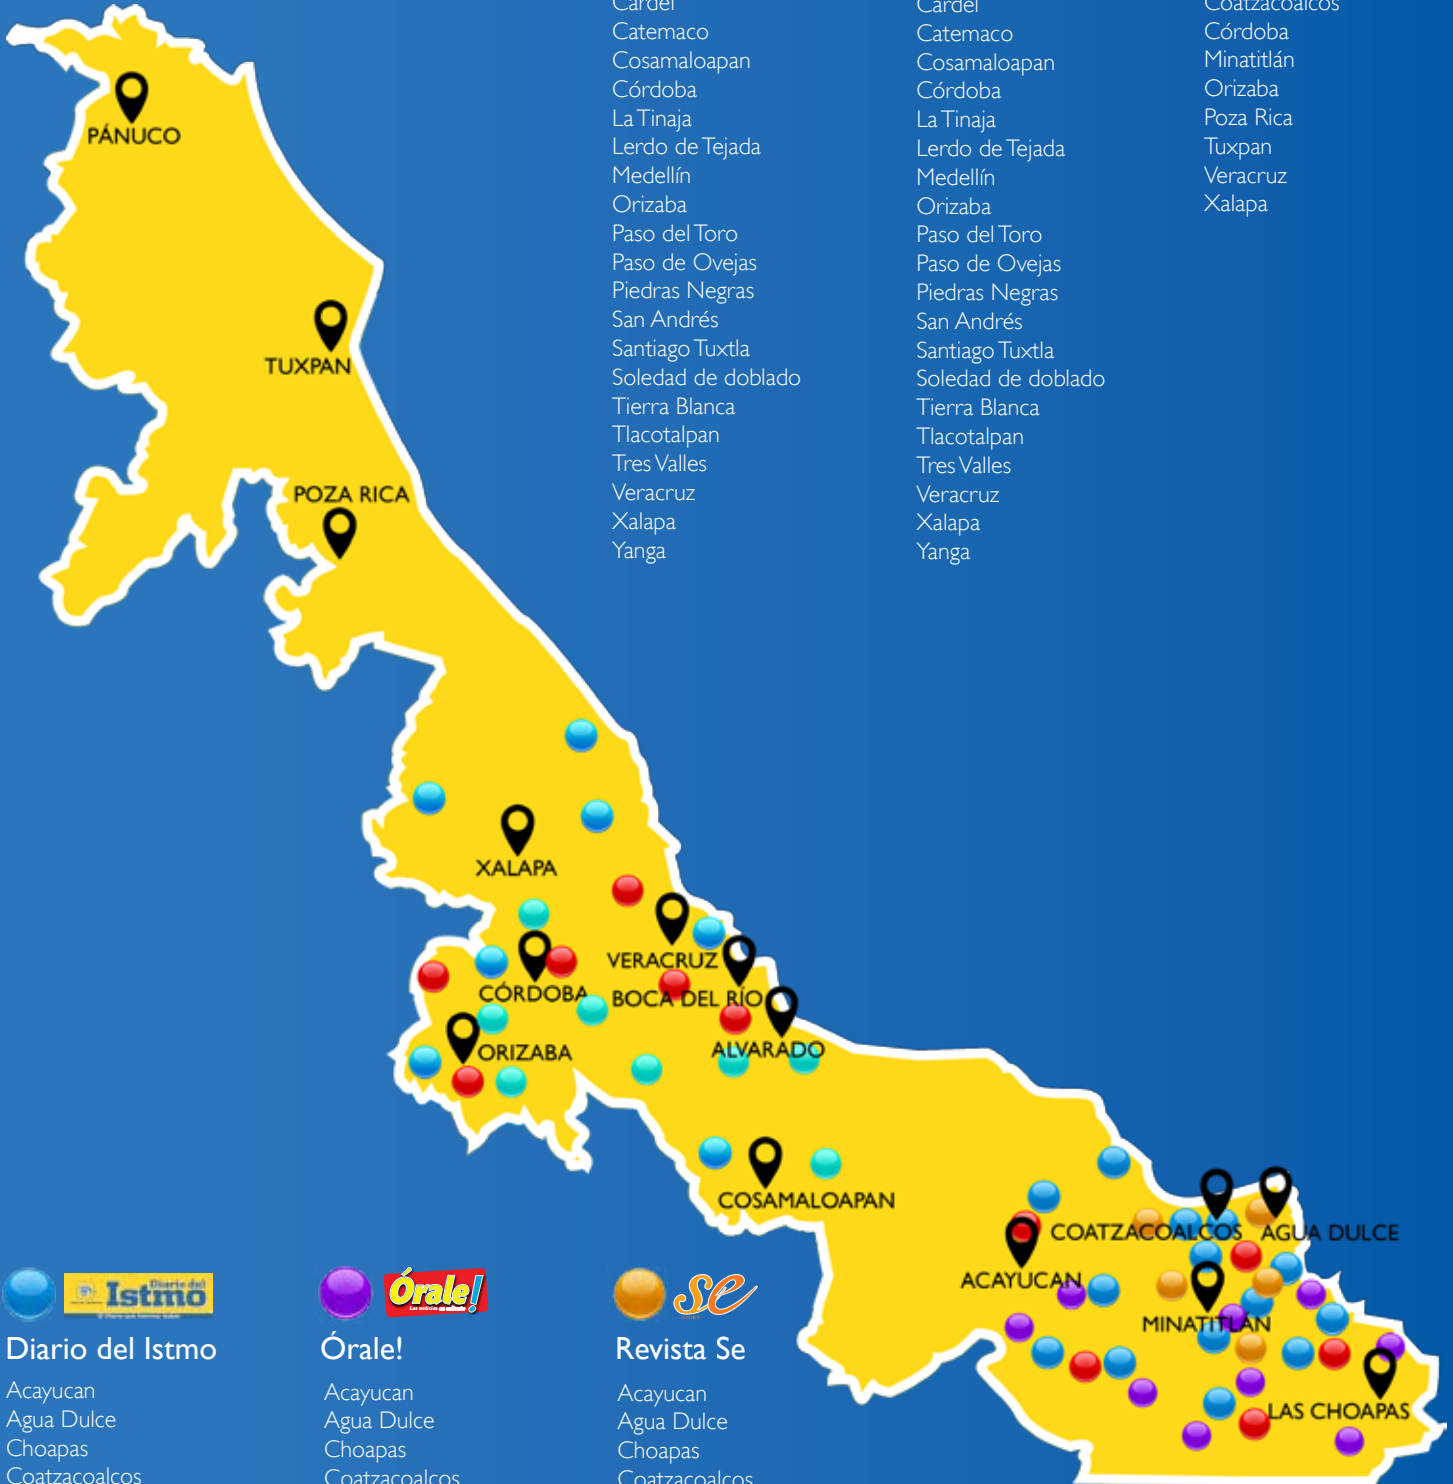 Cardel
Catemaco
Cosamaloapan
Córdoba
La Tinaja
Lerdo de Tejada
Medellín
Orizaba
Paso del Toro
Paso de Ovejas
Piedras Negras
San Andrés
Santiago Tuxtla
Soledad de doblado
Tierra Blanca
Tlacotalpan
Tres Valles
Veracruz
Xalapa
Yanga
Cardel
Catemaco
Cosamaloapan
Córdoba
La Tinaja
Lerdo de Tejada
Medellín
Orizaba
Paso del Toro
Paso de Ovejas
Piedras Negras
San Andrés
Santiago Tuxtla
Soledad de doblado
Tierra Blanca
Tlacotalpan
Tres Valles
Veracruz
Xalapa
Yanga
Coatzacoalcos
Córdoba
Minatitlán
Orizaba
Poza Rica
Tuxpan
Veracruz
Xalapa
PÁNUCO
TUXPAN
POZA RICA
XALAPA
VERACRUZ
CÓRDOBA
BOCA DEL RÍO
ORIZABA
ALVARADO
COSAMALOAPAN
COATZACOALCOS
AGUA DULCE
ACAYUCAN
MINATITLÁN
LAS CHOAPAS
Diario del
Istmo
Diario del Istmo
Acayucan
Agua Dulce
Choapas
Coatzacoalcos
Órale!
Órale!
Acayucan
Agua Dulce
Choapas
Coatzacoalcos
se
Revista Se
Acayucan
Agua Dulce
Choapas
Coatzacoalcos